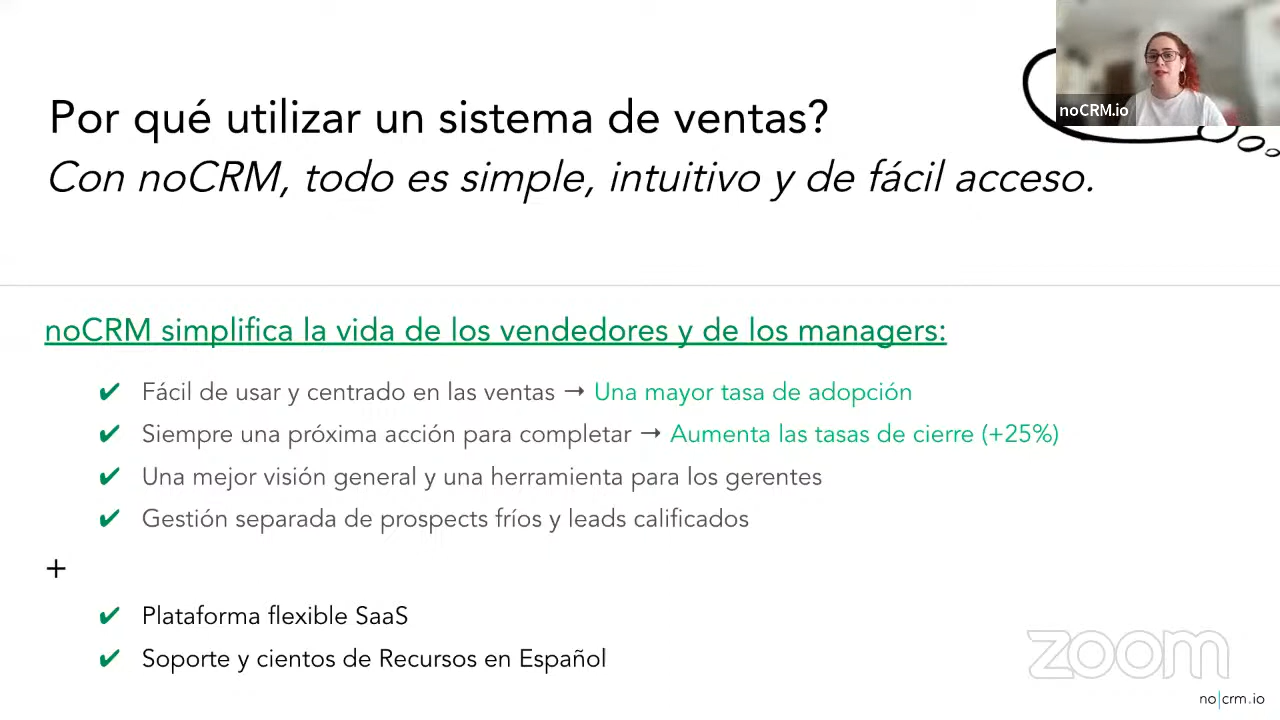 Por qué utilizar un sistema de ventas?
Con noCRM, todo es simple, intuitivo y de fácil acceso.
noCRM.io
noCRM simplifica la vida de los vendedores y de los managers:
✔ Fácil de usar y centrado en las ventas → Una mayor tasa de adopción
✔ Siempre una próxima acción para completar → Aumenta las tasas de cierre (+25%)
✔ Una mejor visión general y una herramienta para los gerentes
✔ Gestión separada de prospects fríos y leads calificados
+
✔ Plataforma flexible SaaS
✔ Soporte y cientos de Recursos en Español
zoom
no|crm.io